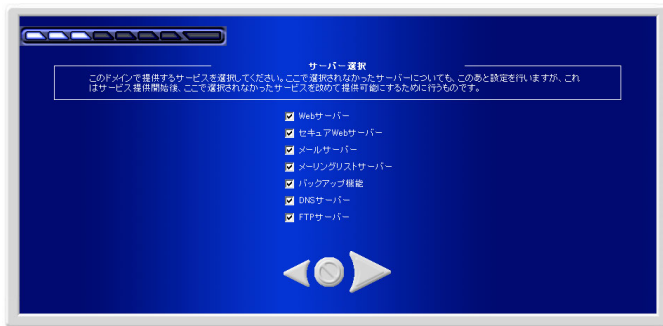 サーバー選択
このドメインで提供するサービスを選択してください。ここで選択されなかったサーバーについても、このあと設定を行いますが、これ
はサービス提供開始後、ここで選択されなかったサービスを改めて提供可能にするために行うものです。
Webサーバー
セキュアWebサーバー
メールサーバー
メーリングリストサーバー
バックアップ機能
DNSサーバー
FTPサーバー